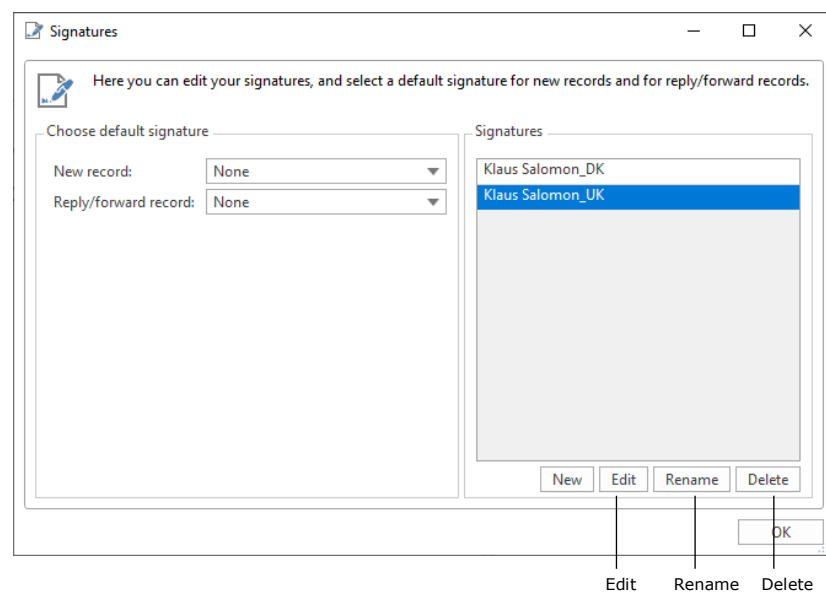 Signatures
Here you can edit your signatures, and select a default signature for new records and for reply/forward records.
Choose default signature
New record: None
Reply/forward record: None
Signatures
Klaus Salomon_DK
Klaus Salomon_UK
New Edit Rename Delete
OK
Edit Rename Delete